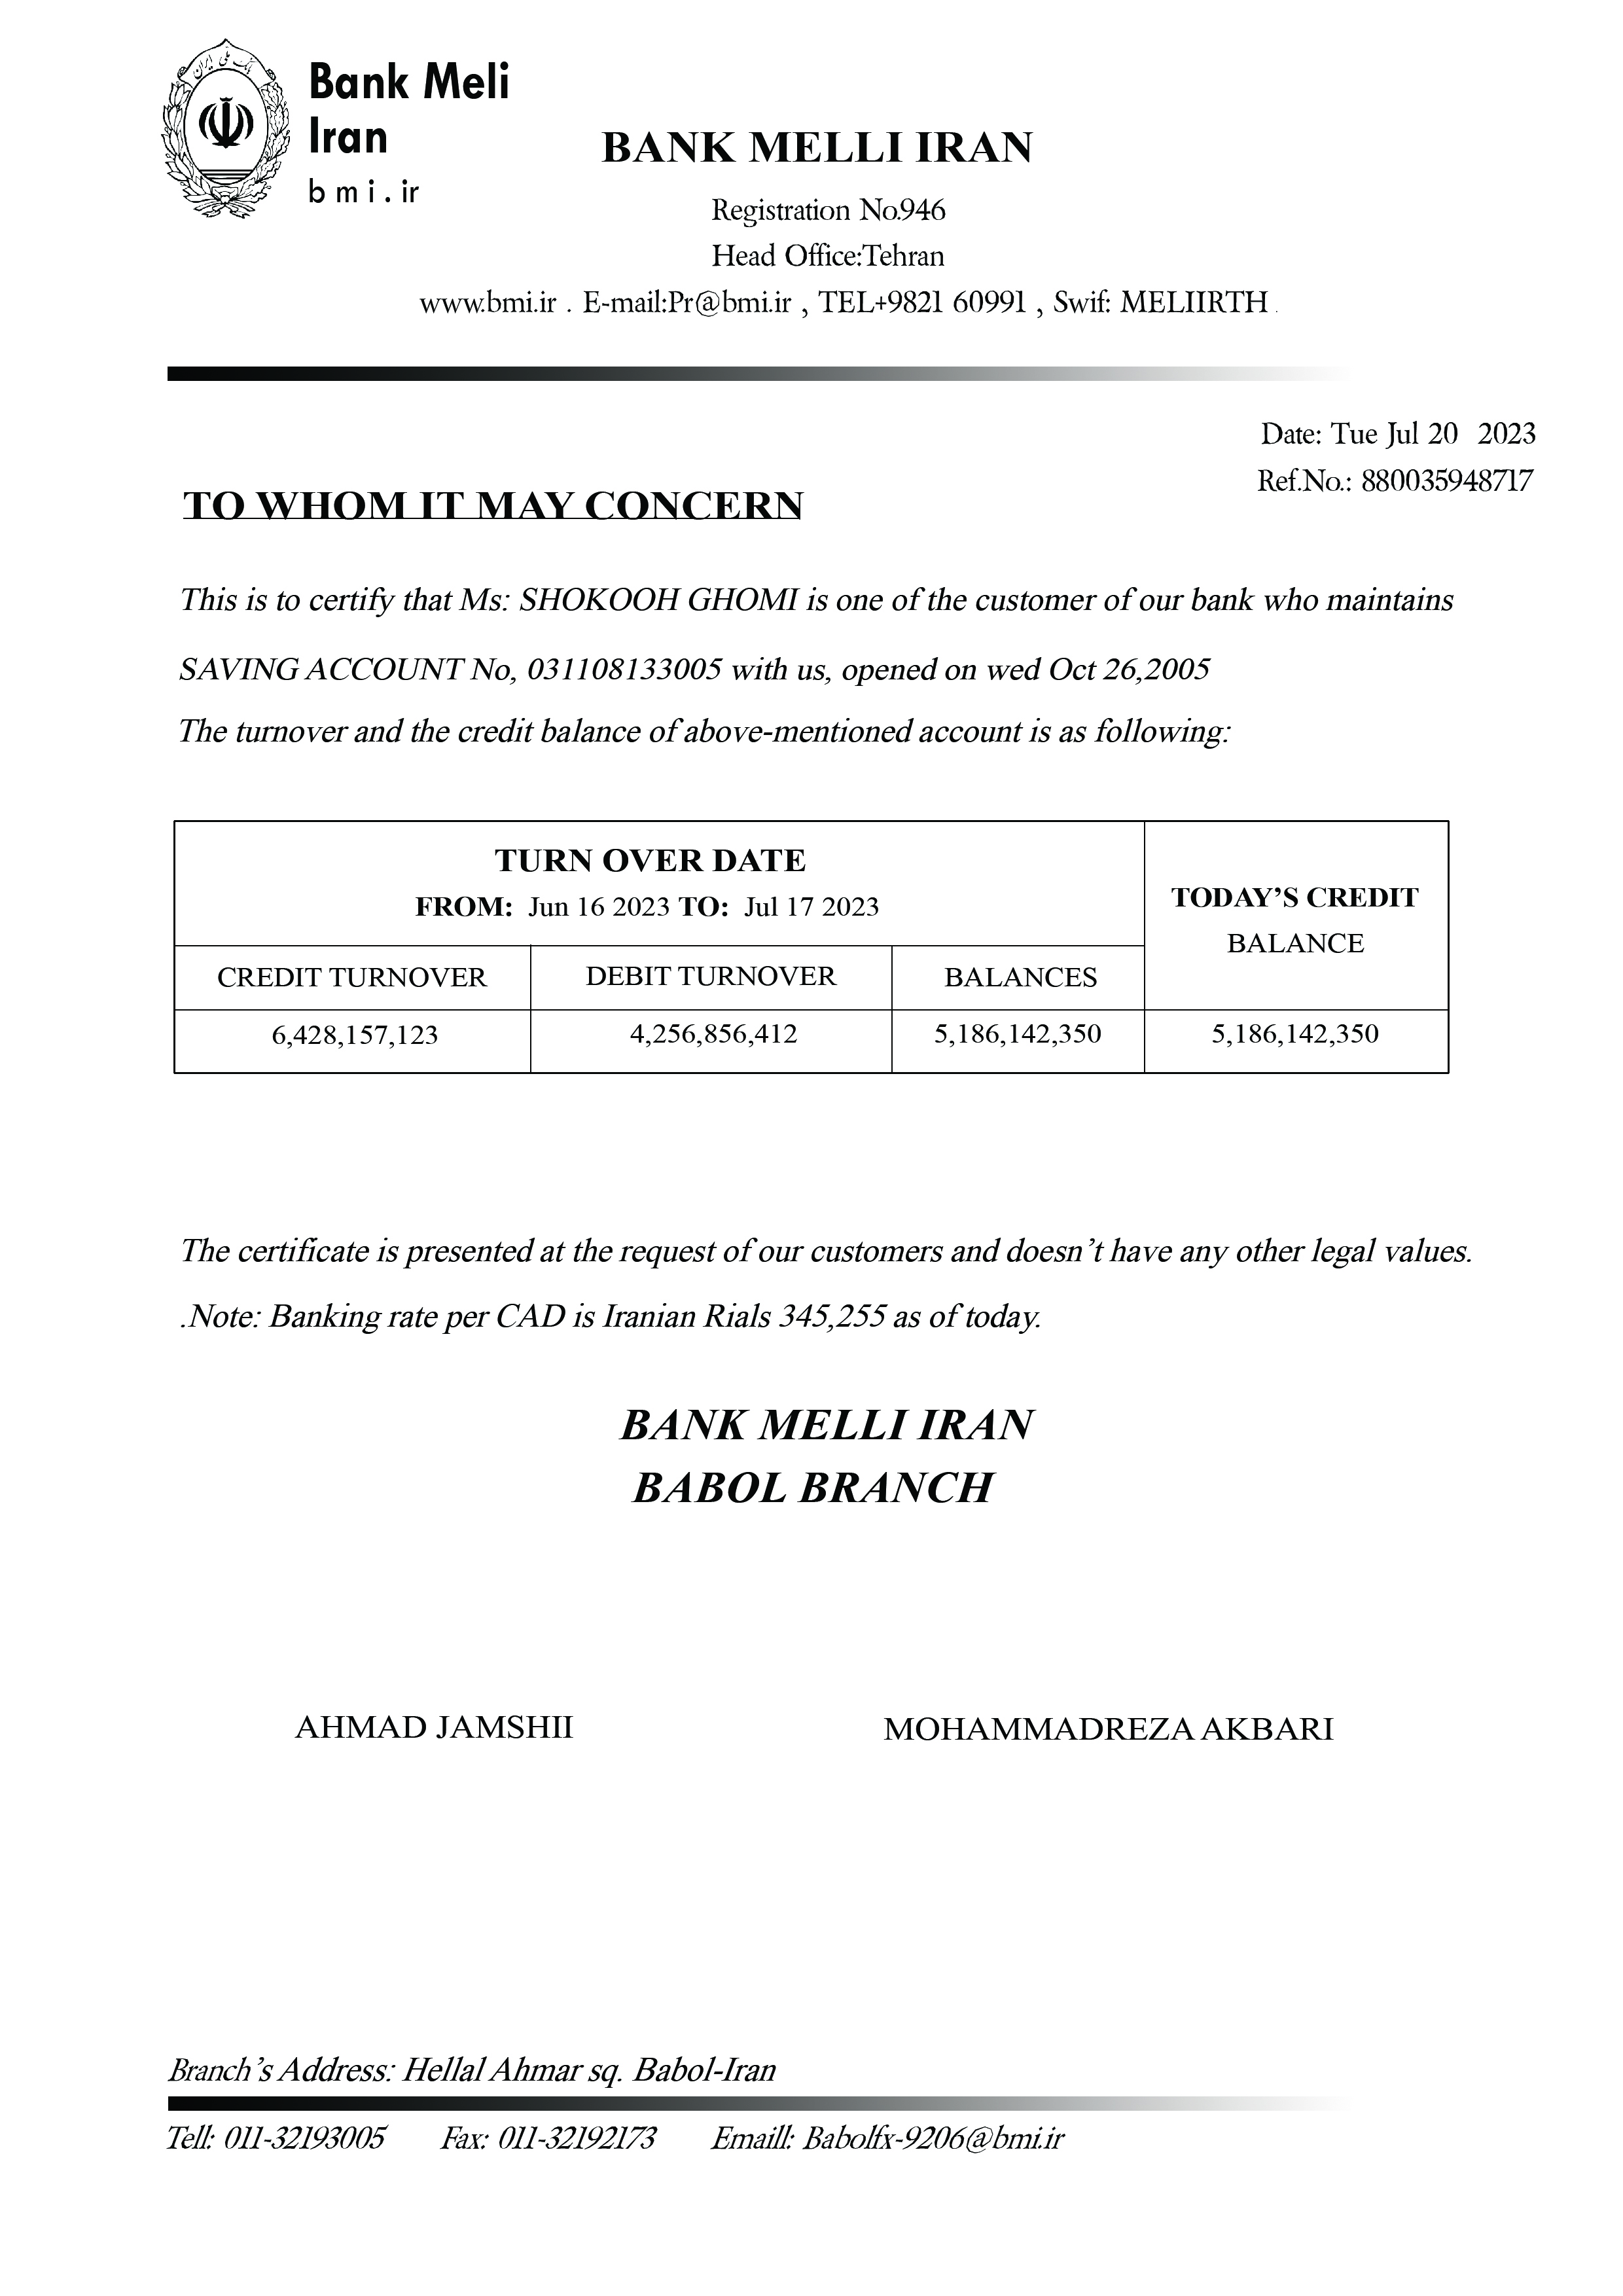 بانک ملی ایران
Bank Meli
Iran
bmi.ir
BANK MELLI IRAN
Registration No.946
Head Office:Tehran
www.bmi.ir . E-mail:Pr@bmi.ir , TEL+9821 60991 , Swif: MELIIRTH .
Date: Tue Jul 20 2023
Ref.No.: 880035948717
TO WHOM IT MAY CONCERN
This is to certify that Ms: SHOKOOH GHOMI is one of the customer of our bank who maintains
SAVING ACCOUNT No, 031108133005 with us, opened on wed Oct 26,2005
The turnover and the credit balance of above-mentioned account is as following:
TURN OVER DATE
FROM: Jun 16 2023 TO: Jul 17 2023
TODAY’S CREDIT
BALANCE
CREDIT TURNOVER DEBIT TURNOVER BALANCES
6,428,157,123 4,256,856,412 5,186,142,350 5,186,142,350
The certificate is presented at the request of our customers and doesn’t have any other legal values.
.Note: Banking rate per CAD is Iranian Rials 345,255 as of today.
BANK MELLI IRAN
BABOL BRANCH
AHMAD JAMSHII MOHAMMADREZA AKBARI
Branch’s Address: Hellal Ahmar sq. Babol-Iran
Tell: 011-32193005 Fax: 011-32192173 Emaill: Babolfx-9206@bmi.ir